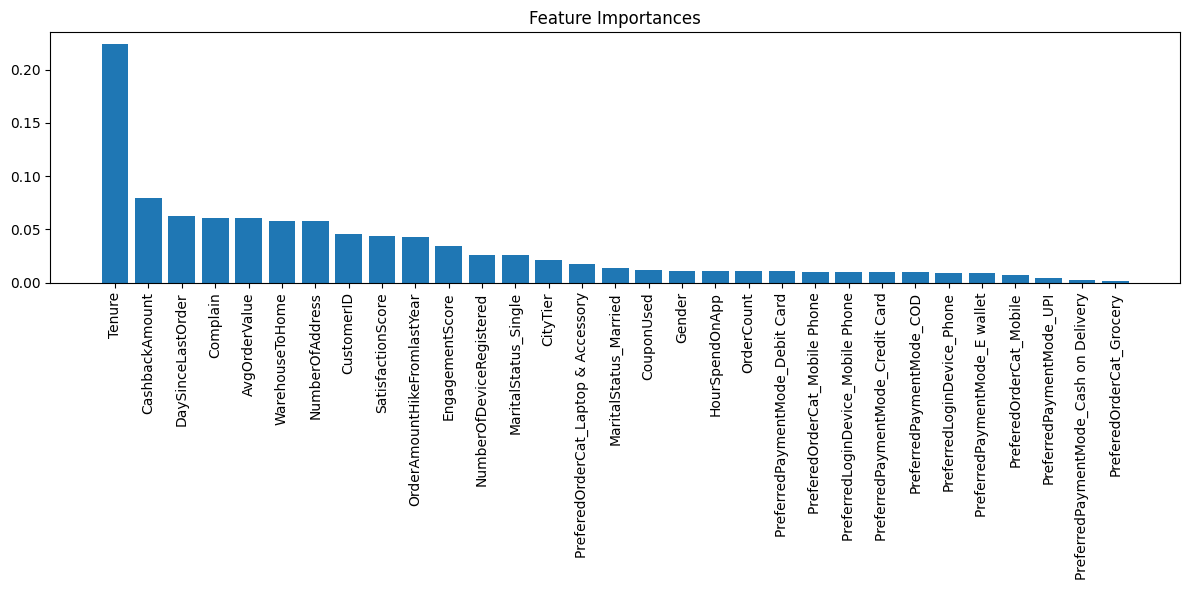 Feature Importances
0.20
0.15
0.10
0.05
0.00
Tenure
CashbackAmount
DaySinceLastOrder
Complain
AvgOrderValue
WarehouseToHome
NumberOfAddress
CustomerID
SatisfactionScore
OrderAmountHikeFromlastYear
EngagementScore
NumberOfDeviceRegistered
MaritalStatus_Single
CityTier
PreferedOrderCat_Laptop & Accessory
MaritalStatus_Married
CouponUsed
Gender
HourSpendOnApp
OrderCount
PreferredPaymentMode_Debit Card
PreferedOrderCat_Mobile Phone
PreferredLoginDevice_Mobile Phone
PreferredPaymentMode_Credit Card
PreferredPaymentMode_COD
PreferredLoginDevice_Phone
PreferredPaymentMode_E wallet
PreferedOrderCat_Mobile
PreferredPaymentMode_UPI
PreferredPaymentMode_Cash on Delivery
PreferedOrderCat_Grocery